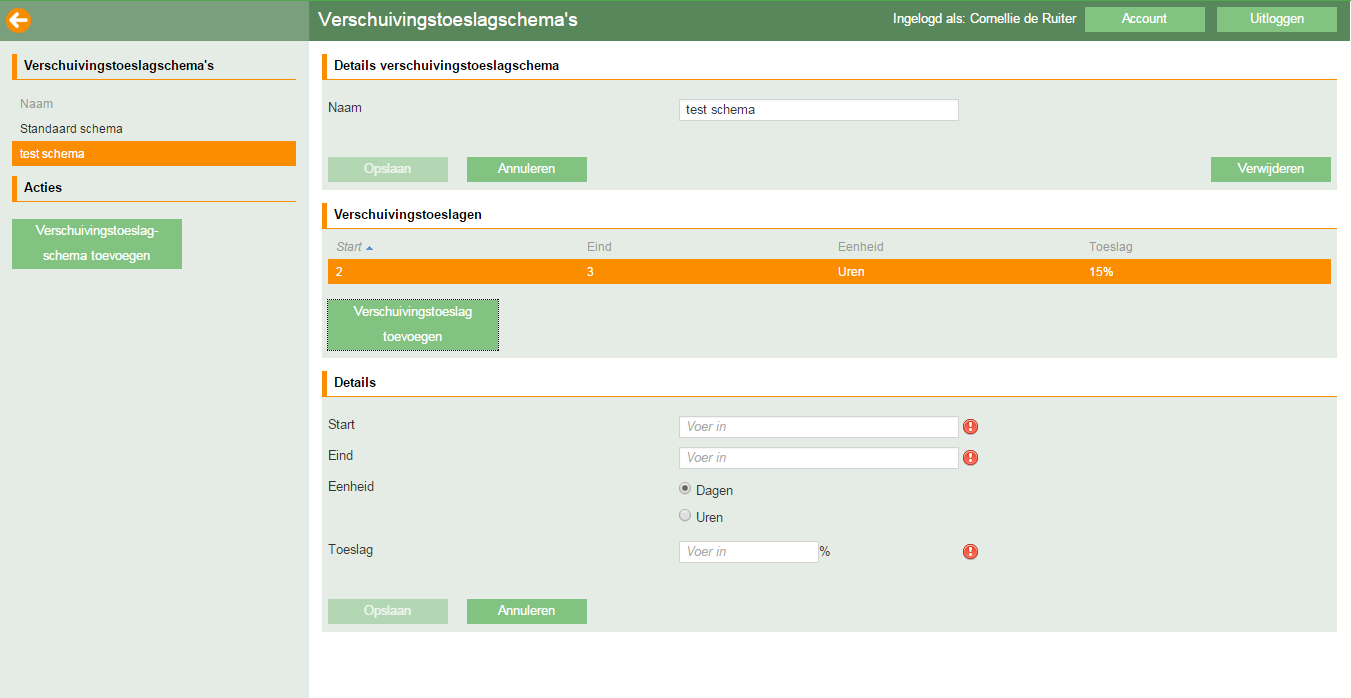 Verschuivingstoeslagschema's
Ingelogd als: Cornellie de Ruiter
Account
Uitloggen
Verschuivingstoeslagschema's
Naam
Standaard schema
test schema
Acties
Verschuivingstoeslag-
schema toevoegen
Details verschuivingstoeslagschema
Naam
test schema
Opslaan
Annuleren
Verwijderen
Verschuivingstoeslagen
Start Eind Eenheid Toeslag
2 3 Uren 15%
Verschuivingstoeslag
toevoegen
Details
Start
Voer in
Eind
Voer in
Eenheid
Dagen
Uren
Toeslag
Voer in %
Opslaan
Annuleren